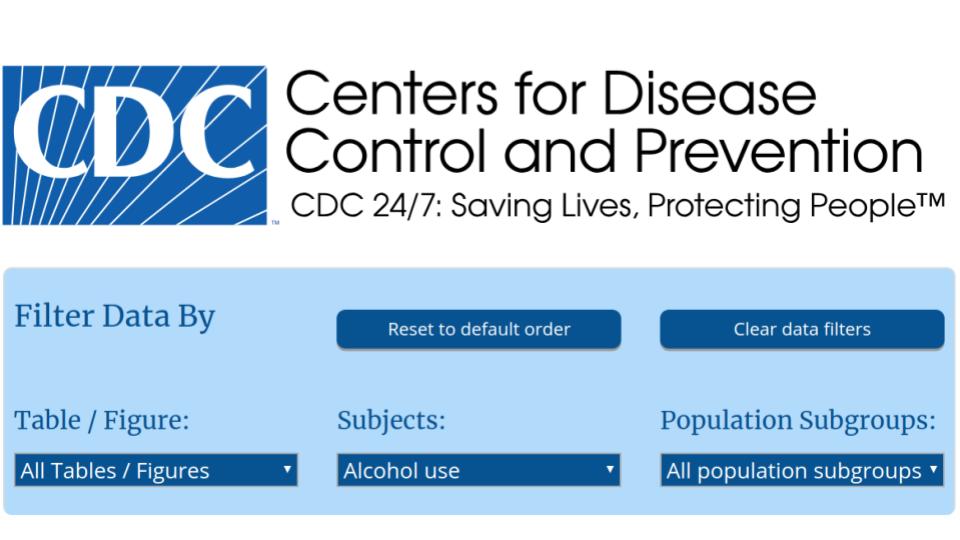 CDC
Centers for Disease
Control and Prevention
CDC 24/7: Saving Lives, Protecting People™
™
Filter Data By
Reset to default order
Clear data filters
Table / Figure:
Subjects:
Population Subgroups:
All Tables / Figures
Alcohol use
All population subgroups